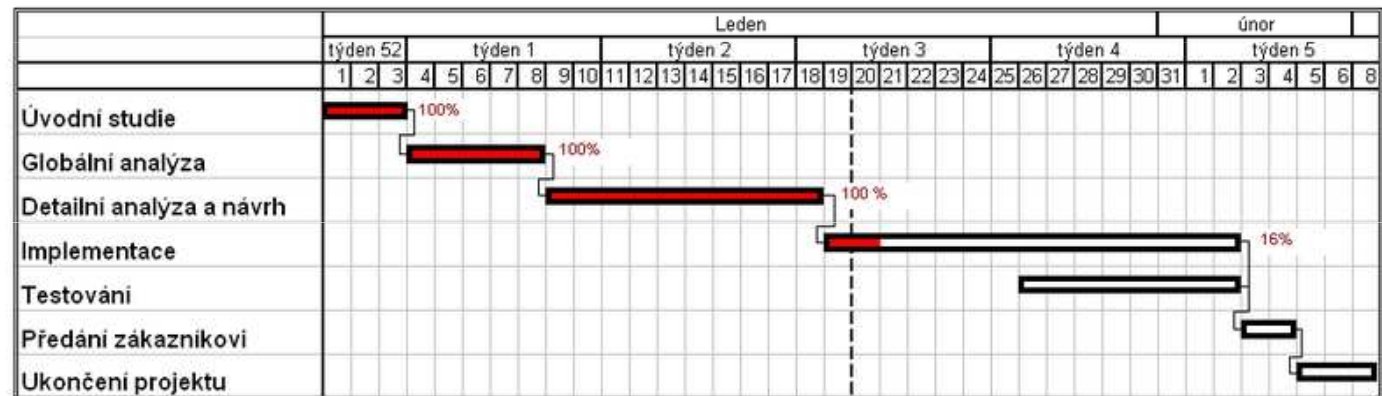 Leden únor
týden 52 týden 1 týden 2 týden 3 týden 4 týden 5
1 2 3 4 5 6 7 8 9 10 11 12 13 14 15 16 17 18 19 20 21 22 23 24 25 26 27 28 29 30 31 1 2 3 4 5 6 8
Úvodní studie 100%
Globální analýza 100%
Detailní analýza a návrh 100 %
Implementace 16%
Testování
Předání zákazníkovi
Ukončení projektu